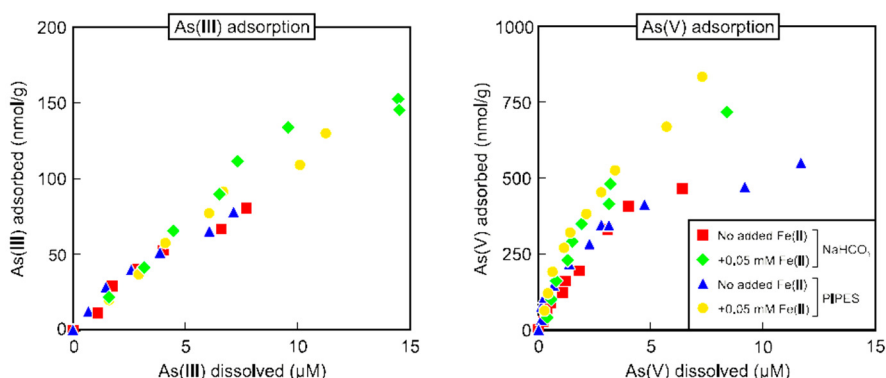 As(III) adsorption
As(III) adsorbed (nmol/g)
200
150
100
50
0
0 5 10 15
As(III) dissolved (µM)
As(V) adsorption
As(V) adsorbed (nmol/g)
1000
750
500
250
0
0 5 10 15
As(V) dissolved (µM)
No added Fe(II)
+0,05 mM Fe(II)
NaHCO₃
No added Fe(II)
+0,05 mM Fe(II)
PIPES